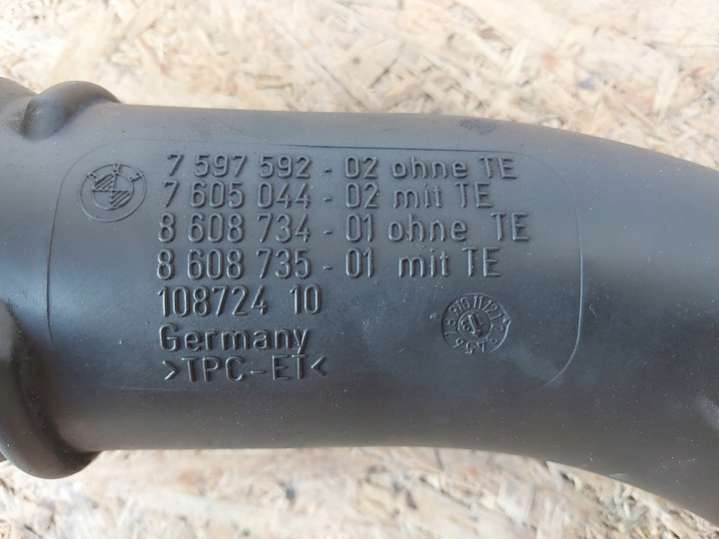 7 597 592 - 02 ohne TE
7 605 044 - 02 mit TE
8 608 734 - 01 ohne TE
8 608 735 - 01 mit TE
108724 10
Germany
>TPC-ET<